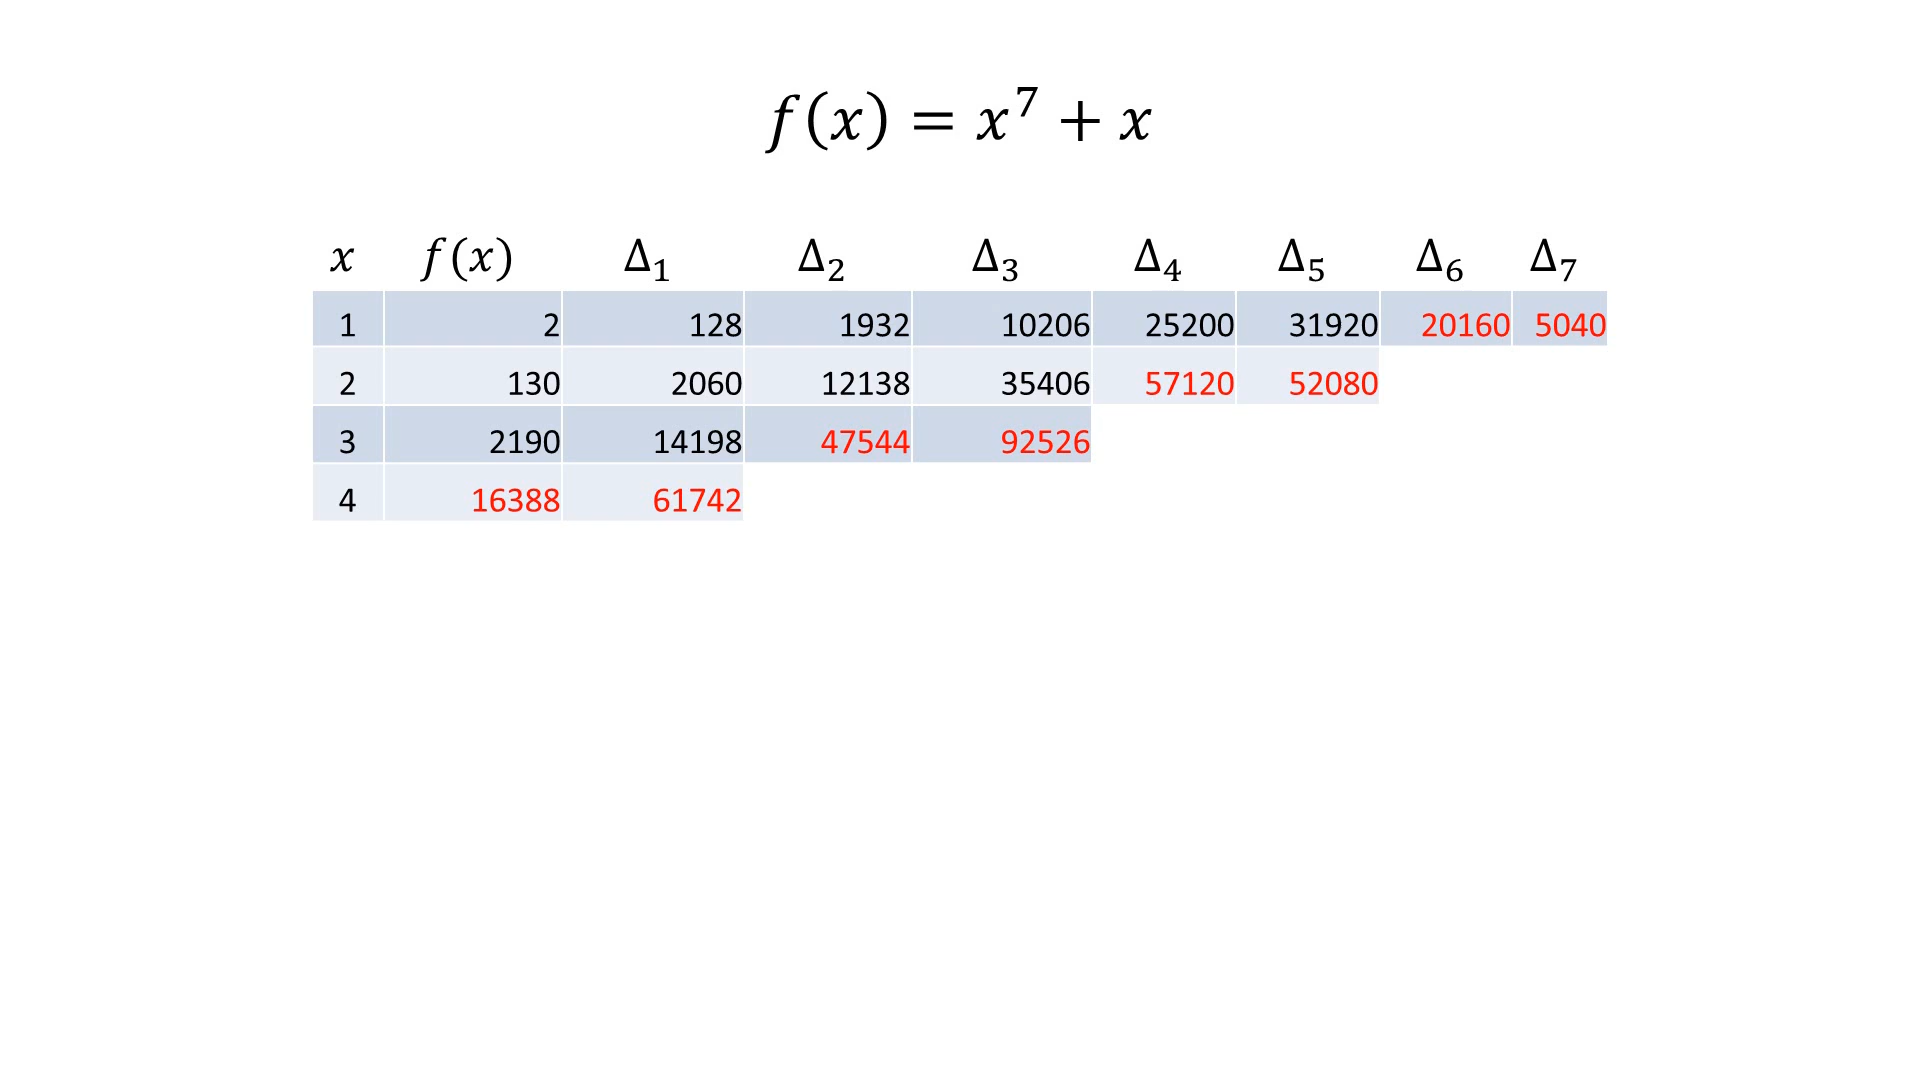 f(x) = x⁷ + x
x f(x) Δ₁ Δ₂ Δ₃ Δ₄ Δ₅ Δ₆ Δ₇
1 2 128 1932 10206 25200 31920 20160 5040
2 130 2060 12138 35406 57120 52080
3 2190 14198 47544 92526
4 16388 61742